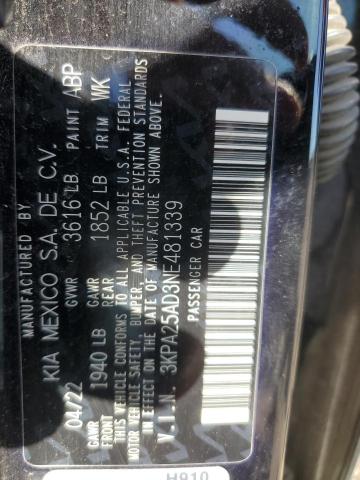 MANUFACTURED BY
KIA MEXICO S.A. DE C.V.
04/22 GVWR 3616 LB PAINT ABP
GAWR FRONT 1940 LB GAWR REAR 1852 LB TRIM WK
THIS VEHICLE CONFORMS TO ALL APPLICABLE U.S.A. FEDERAL
MOTOR VEHICLE SAFETY, BUMPER, AND THEFT PREVENTION STANDARDS
IN EFFECT ON THE DATE OF MANUFACTURE SHOWN ABOVE.
V.I.N. 3KPA25AD3NE481339
PASSENGER CAR
H910